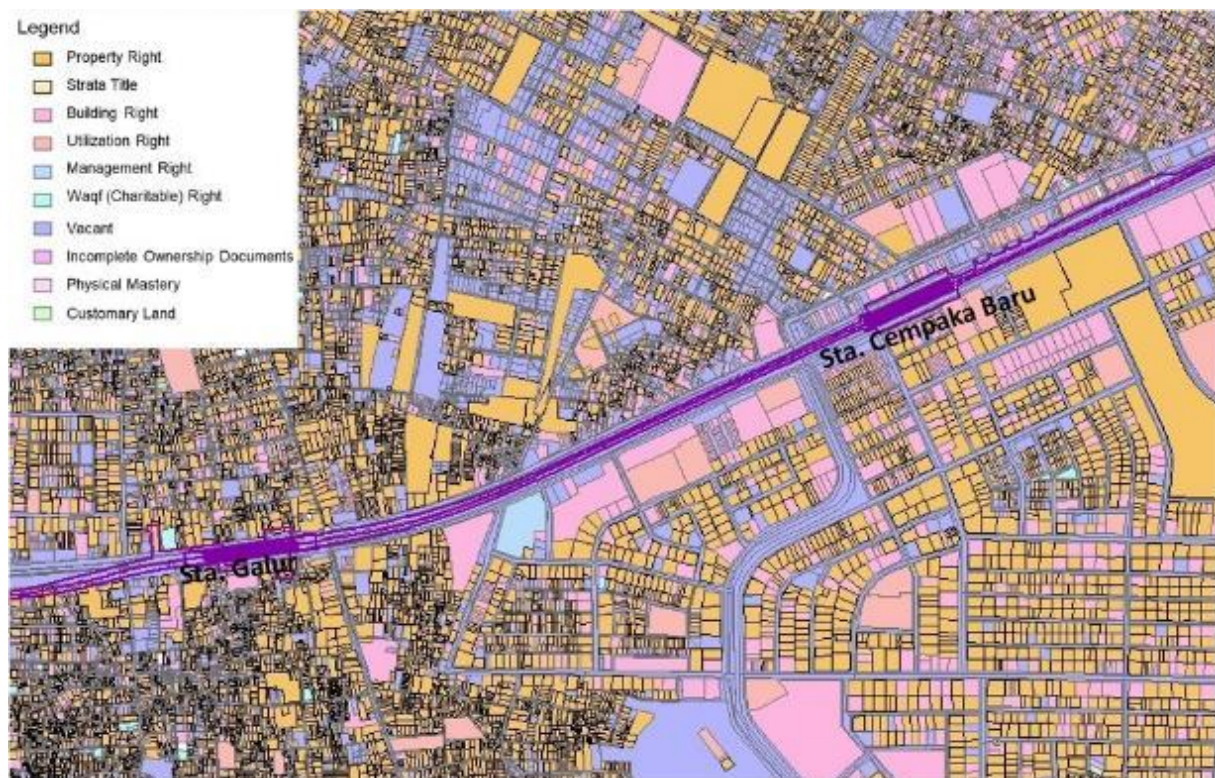 Legend
Property Right
Strata Title
Building Right
Utilization Right
Management Right
Waqf (Charitable) Right
Vacant
Incomplete Ownership Documents
Physical Mastery
Customary Land
Sta. Cempaka Baru
Sta. Galur